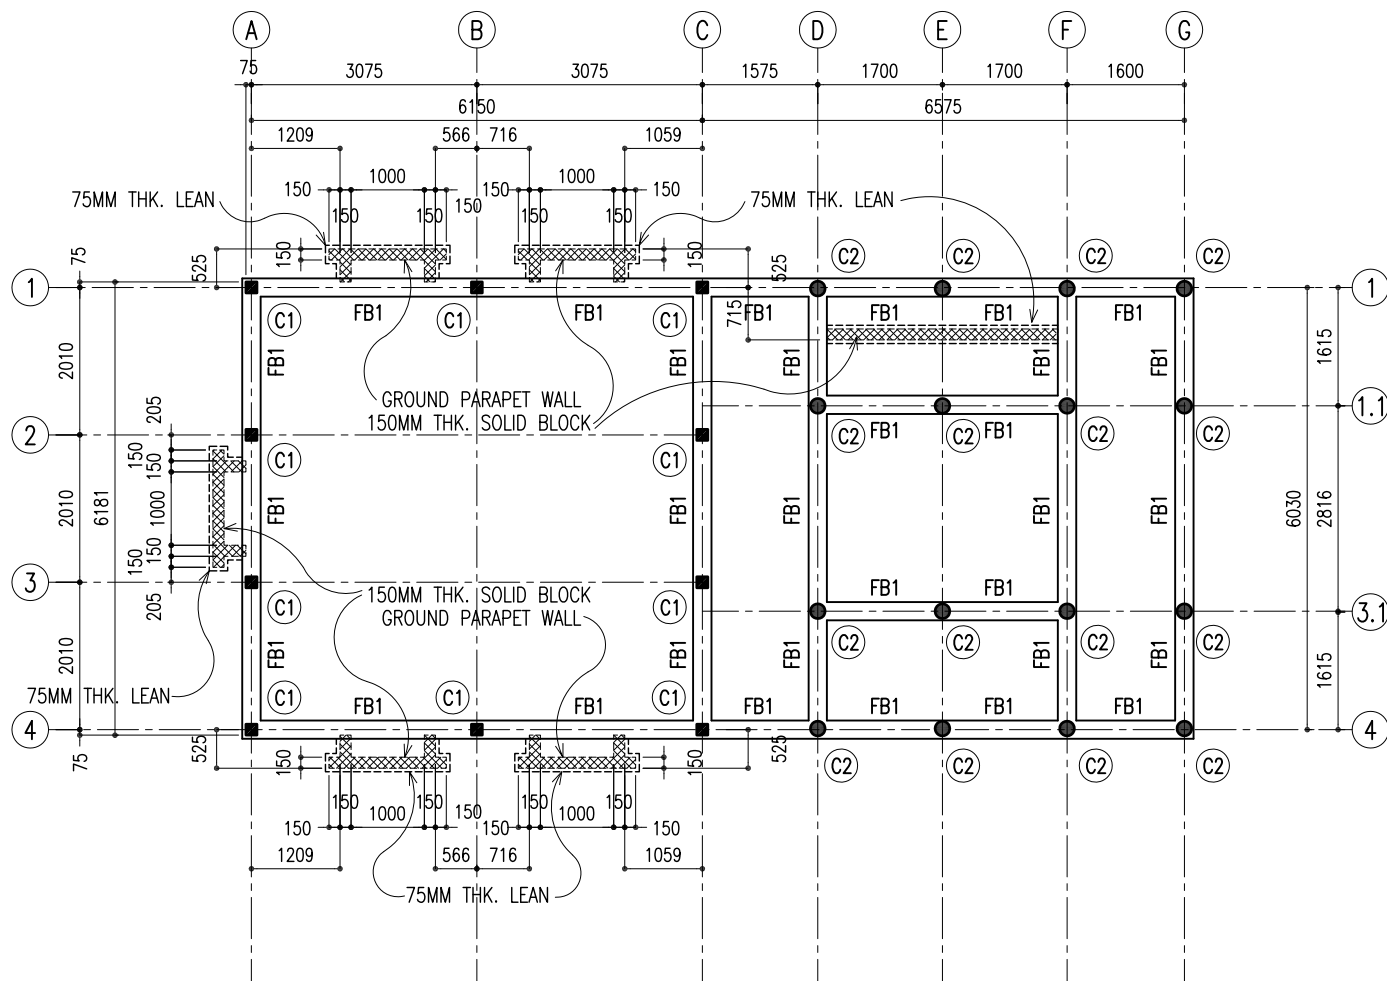 A B C D E F G
75 3075 3075 1575 1700 1700 1600
6150 6575
1209 566 716 1059
150 1000 150 150 1000 150
75MM THK. LEAN 150 150 150 150 150 75MM THK. LEAN
75 525 150 150 525
C2 C2 C2 C2
1 1
C1 FB1 C1 FB1 C1 715 FB1 FB1 FB1 FB1
2010 FB1 FB1 FB1 FB1 FB1 1615
GROUND PARAPET WALL
150MM THK. SOLID BLOCK
1.1
205
2 C2 FB1 C2 FB1 C2 C2
150 150 C1 C1
2010 6181 1000 FB1 FB1 FB1 FB1 FB1 6030 2816
150 150
3 FB1 FB1
150MM THK. SOLID BLOCK
205 C1 C1
GROUND PARAPET WALL
3.1
C2 C2 C2 C2
2010 FB1 FB1 FB1 FB1 FB1 1615
75MM THK. LEAN C1 C1 C1
FB1 FB1 FB1 FB1 FB1 FB1
4 4
75 525 150 150 525
C2 C2 C2 C2
150 150 150 150 150
150 1000 150 1000 150
1209 566 716 1059
75MM THK. LEAN